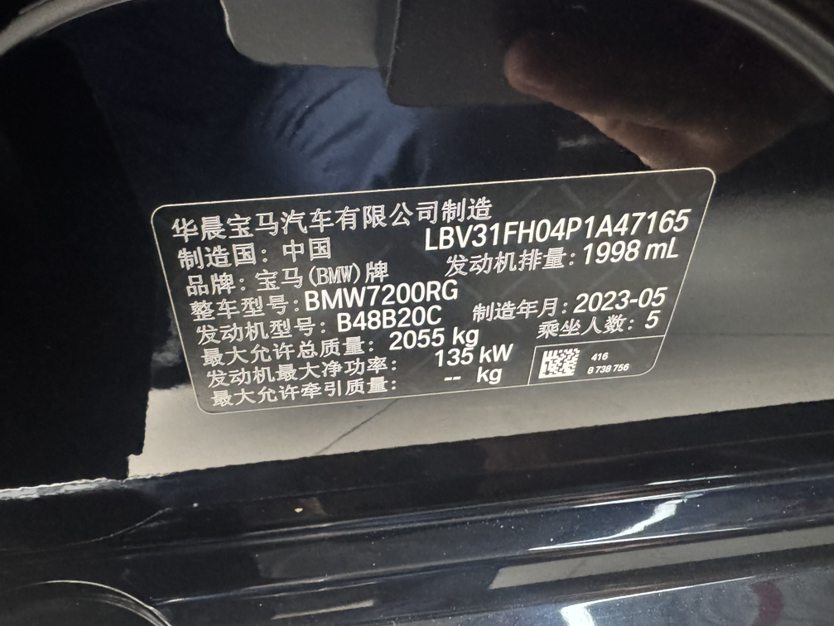 华晨宝马汽车有限公司制造
制造国: 中国 LBV31FH04P1A47165
品牌: 宝马(BMW)牌 发动机排量: 1998 mL
整车型号: BMW7200RG
发动机型号: B48B20C 制造年月: 2023-05
最大允许总质量: 2055 kg 乘坐人数: 5
发动机最大净功率: 135 kW
最大允许牵引质量: -- kg
416
8 738 756